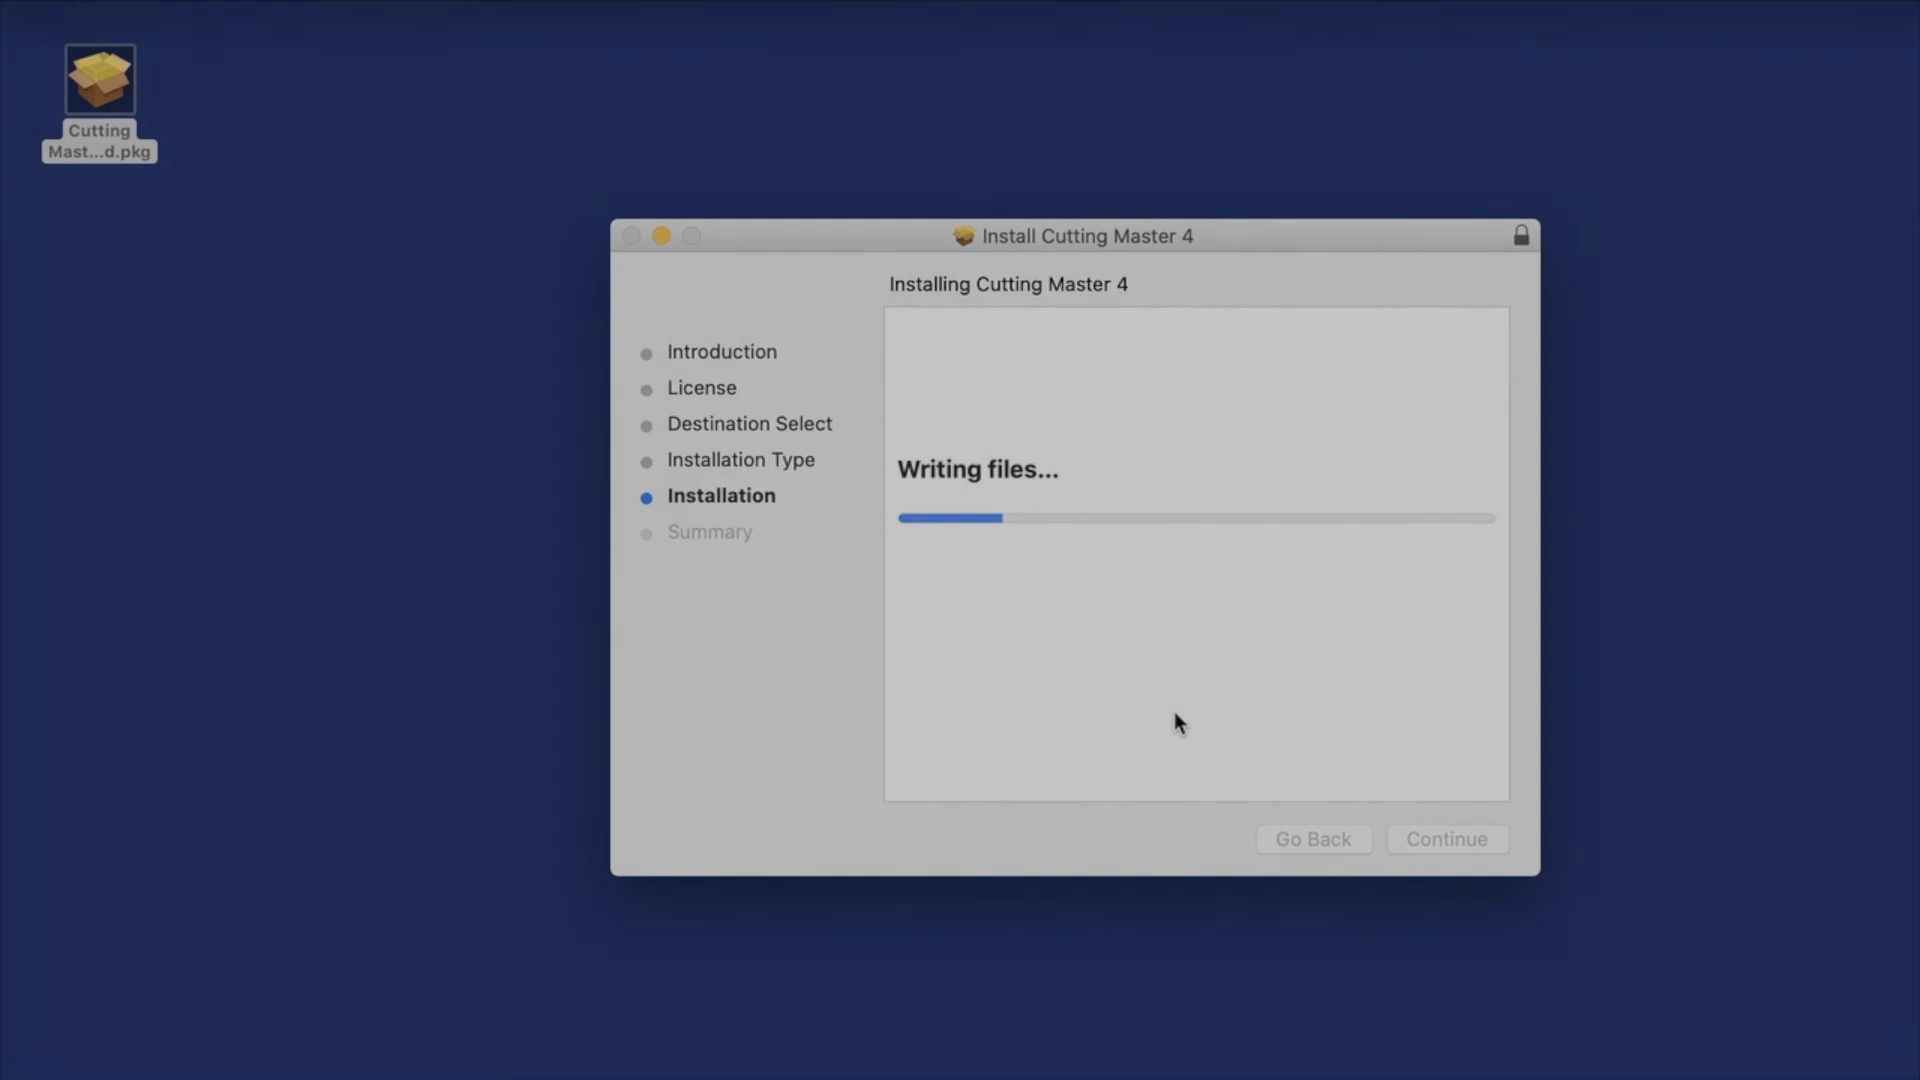 Cutting
Mast...d.pkg
Install Cutting Master 4
Installing Cutting Master 4
Introduction
License
Destination Select
Installation Type
Installation
Summary
Writing files...
Go Back
Continue